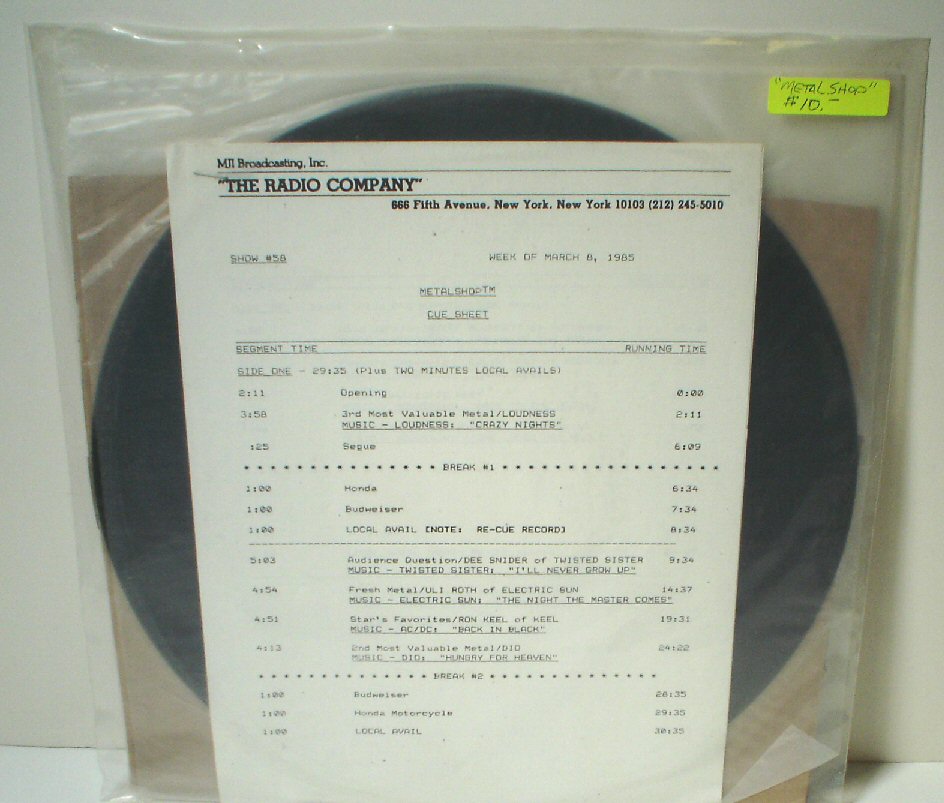 "METALSHOP"
#10.—
MJI Broadcasting, Inc.
"THE RADIO COMPANY"
666 Fifth Avenue, New York, New York 10103 (212) 245-5010
SHOW #58 WEEK OF MARCH 8, 1985
METALSHOP™
CUE SHEET
SEGMENT TIME RUNNING TIME
SIDE ONE - 29:35 (Plus TWO MINUTES LOCAL AVAILS)
2:11 Opening 0:00
3:58 3rd Most Valuable Metal/LOUDNESS 2:11
MUSIC - LOUDNESS: "CRAZY NIGHTS"
:25 Segue 6:09
* * * * * * * * * * * * * * * BREAK #1 * * * * * * * * * * * * * * * * * *
1:00 Honda 6:34
1:00 Budweiser 7:34
1:00 LOCAL AVAIL [NOTE: RE-CUE RECORD] 8:34
5:03 Audience Question/DEE SNIDER of TWISTED SISTER 9:34
MUSIC - TWISTED SISTER: "I'LL NEVER GROW UP"
4:54 Fresh Metal/ULI ROTH of ELECTRIC SUN 14:37
MUSIC - ELECTRIC SUN: "THE NIGHT THE MASTER COMES"
4:51 Star's Favorites/RON KEEL of KEEL 19:31
MUSIC - AC/DC: "BACK IN BLACK"
4:13 2nd Most Valuable Metal/DIO 24:22
MUSIC - DIO: "HUNGRY FOR HEAVEN"
* * * * * * * * * * * * * BREAK #2 * * * * * * * * * * * * *
1:00 Budweiser 28:35
1:00 Honda Motorcycle 29:35
1:00 LOCAL AVAIL 30:35